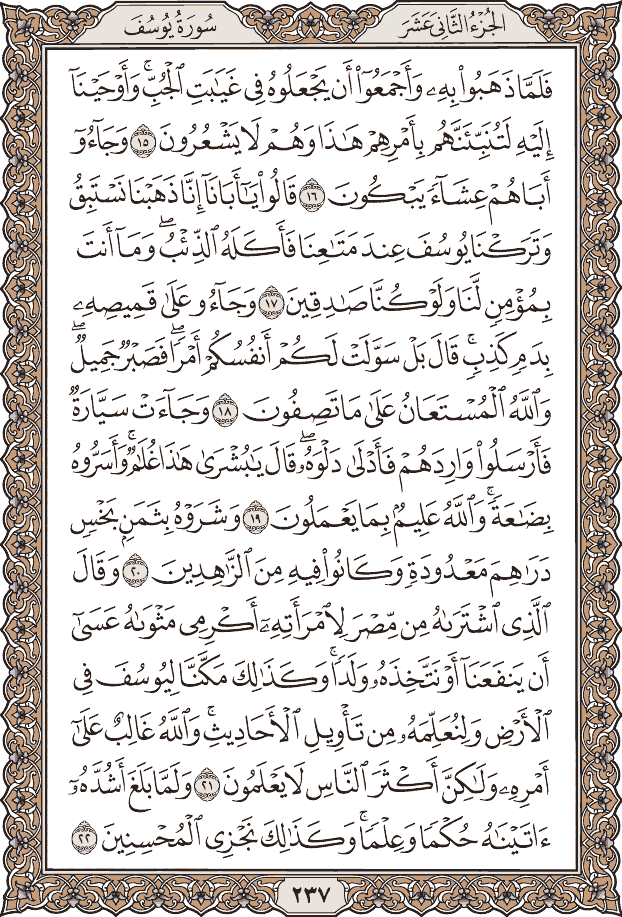 الجُزْءُ الثَّانِي عَشَرَ
سُورَةُ يُوسُفَ
فَلَمَّا ذَهَبُوا۟ بِهِۦ وَأَجْمَعُوٓا۟ أَن يَجْعَلُوهُ فِى غَيَٰبَتِ ٱلْجُبِّ ۚ وَأَوْحَيْنَآ
إِلَيْهِ لَتُنَبِّئَنَّهُم بِأَمْرِهِمْ هَٰذَا وَهُمْ لَا يَشْعُرُونَ ١٥ وَجَآءُوٓ
أَبَاهُمْ عِشَآءً يَبْكُونَ ١٦ قَالُوا۟ يَٰٓأَبَانَآ إِنَّا ذَهَبْنَا نَسْتَبِقُ
وَتَرَكْنَا يُوسُفَ عِندَ مَتَٰعِنَا فَأَكَلَهُ ٱلذِّئْبُ ۖ وَمَآ أَنتَ
بِمُؤْمِنٍ لَّنَا وَلَوْ كُنَّا صَٰدِقِينَ ١٧ وَجَآءُو عَلَىٰ قَمِيصِهِۦ
بِدَمٍ كَذِبٍ ۚ قَالَ بَلْ سَوَّلَتْ لَكُمْ أَنفُسُكُمْ أَمْرًا ۖ فَصَبْرٌ جَمِيلٌ ۖ
وَٱللَّهُ ٱلْمُسْتَعَانُ عَلَىٰ مَا تَصِفُونَ ١٨ وَجَآءَتْ سَيَّارَةٌ
فَأَرْسَلُوا۟ وَارِدَهُمْ فَأَدْلَىٰ دَلْوَهُۥ ۖ قَالَ يَٰبُشْرَىٰ هَٰذَا غُلَٰمٌ ۚ وَأَسَرُّوهُ
بِضَٰعَةً ۚ وَٱللَّهُ عَلِيمٌۢ بِمَا يَعْمَلُونَ ١٩ وَشَرَوْهُ بِثَمَنٍۭ بَخْسٍ
دَرَٰهِمَ مَعْدُودَةٍ وَكَانُوا۟ فِيهِ مِنَ ٱلزَّٰهِدِينَ ٢٠ وَقَالَ
ٱلَّذِى ٱشْتَرَىٰهُ مِن مِّصْرَ لِٱمْرَأَتِهِۦٓ أَكْرِمِى مَثْوَىٰهُ عَسَىٰٓ
أَن يَنفَعَنَآ أَوْ نَتَّخِذَهُۥ وَلَدًا ۚ وَكَذَٰلِكَ مَكَّنَّا لِيُوسُفَ فِى
ٱلْأَرْضِ وَلِنُعَلِّمَهُۥ مِن تَأْوِيلِ ٱلْأَحَادِيثِ ۚ وَٱللَّهُ غَالِبٌ عَلَىٰٓ
أَمْرِهِۦ وَلَٰكِنَّ أَكْثَرَ ٱلنَّاسِ لَا يَعْلَمُونَ ٢١ وَلَمَّا بَلَغَ أَشُدَّهُۥٓ
ءَاتَيْنَٰهُ حُكْمًا وَعِلْمًا ۚ وَكَذَٰلِكَ نَجْزِى ٱلْمُحْسِنِينَ ٢٢
٢٣٧